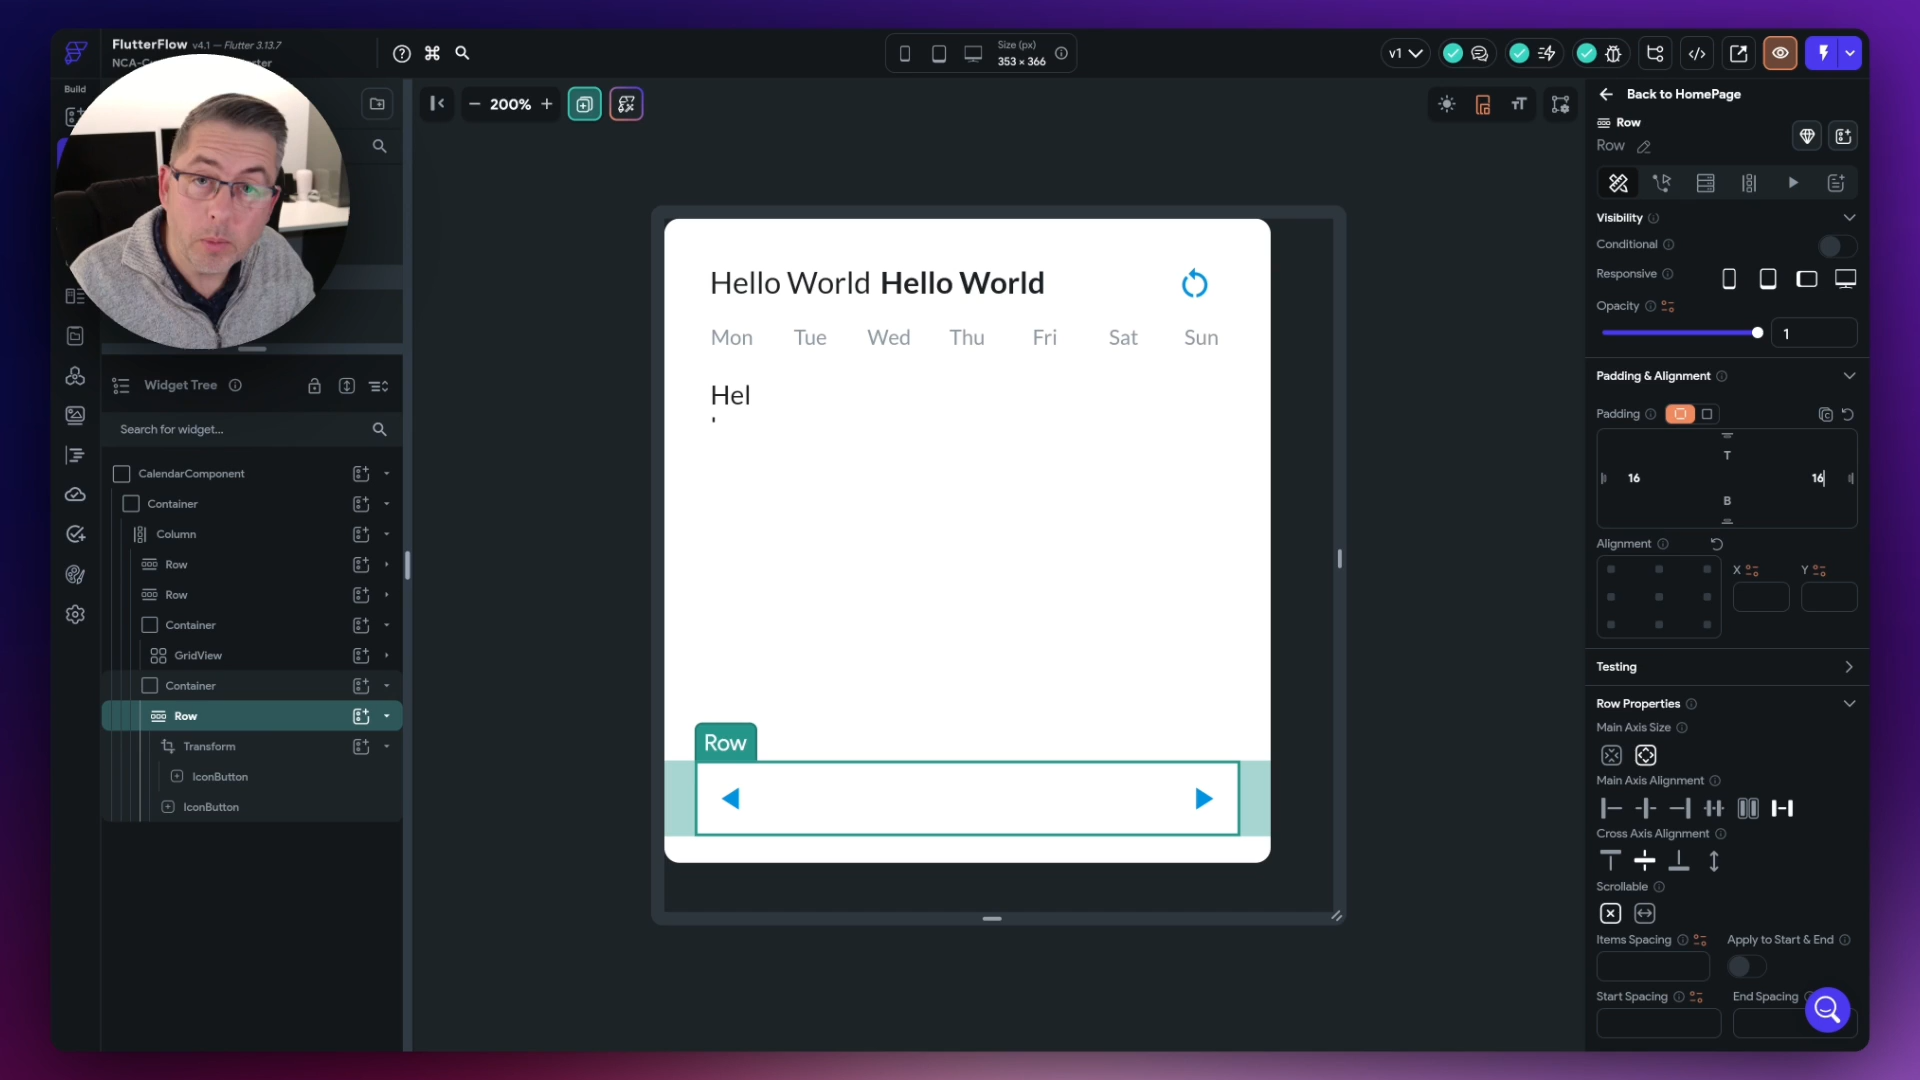 FlutterFlow v4.1 — Flutter 3.13.7
Size (px)
353 × 366
v1
Build
200%
Back to HomePage
Row
Row
Visibility
Conditional
Responsive
Opacity
1
Padding & Alignment
Padding
T
16
16
B
Alignment
X
Y
Testing
Row Properties
Main Axis Size
Main Axis Alignment
Cross Axis Alignment
Scrollable
Items Spacing
Apply to Start & End
Start Spacing
End Spacing
Widget Tree
Search for widget...
CalendarComponent
Container
Column
Row
Row
Container
GridView
Container
Row
Transform
IconButton
IconButton
Hello World Hello World
Mon Tue Wed Thu Fri Sat Sun
Hel
Row